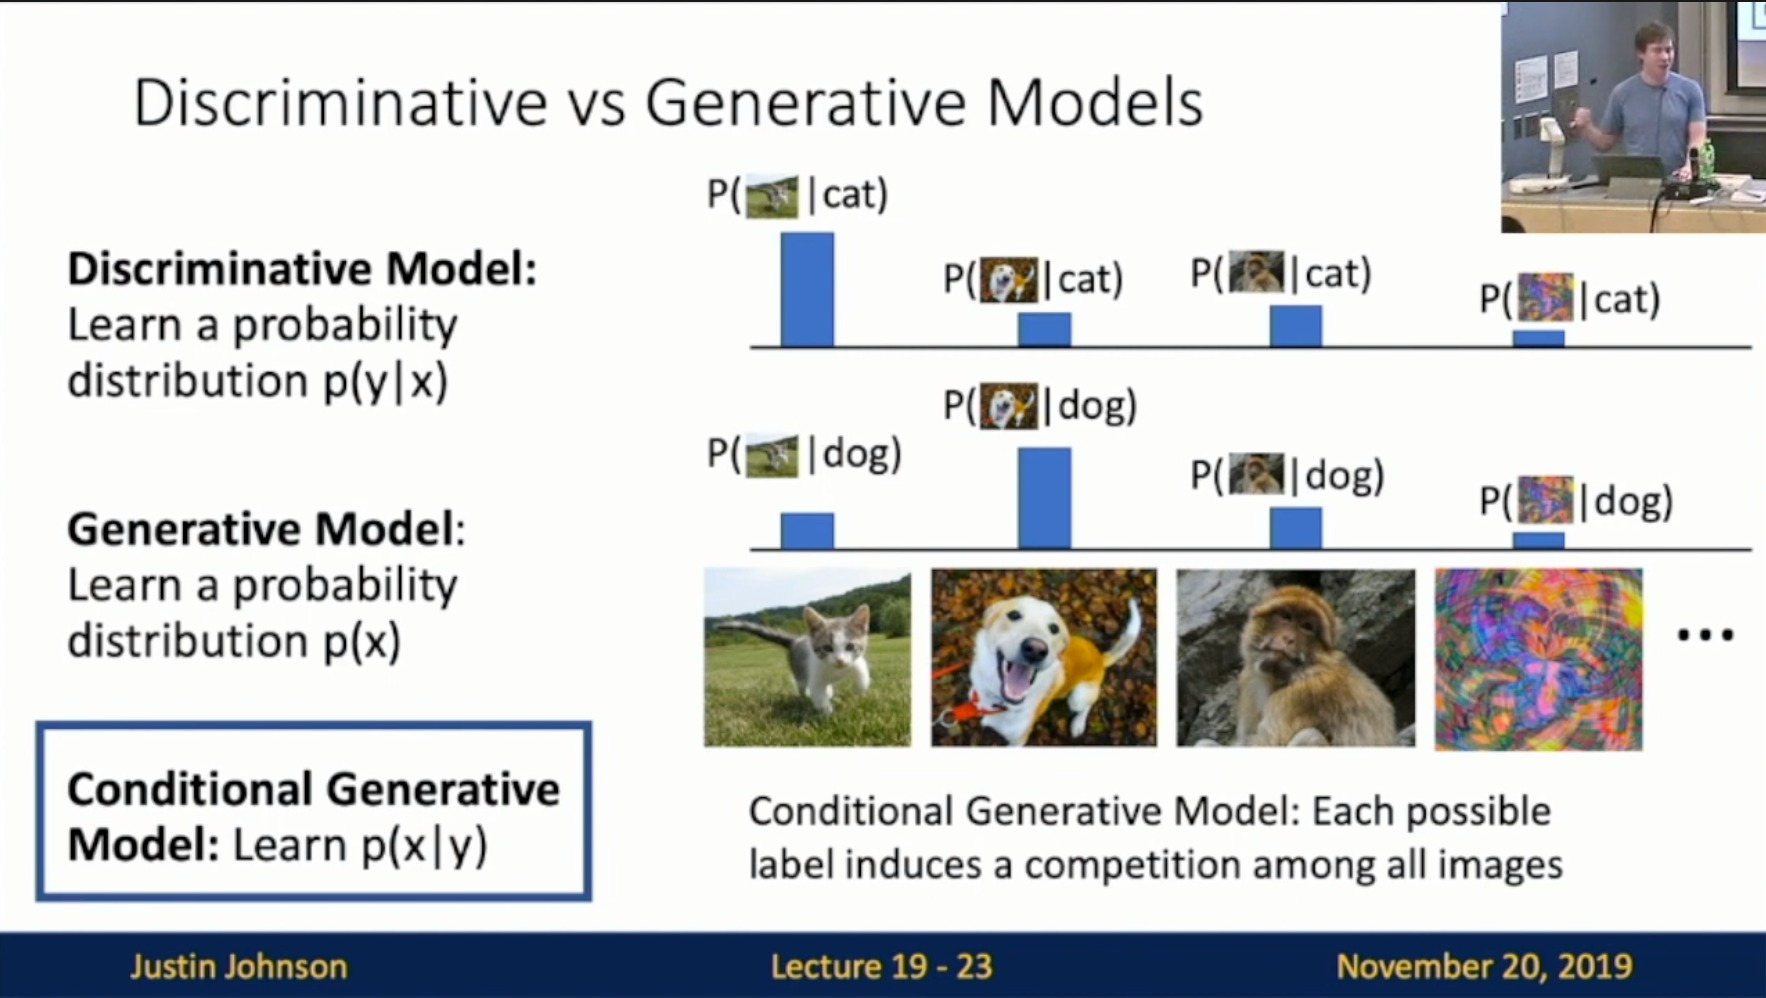 Discriminative vs Generative Models
Discriminative Model:
Learn a probability
distribution p(y|x)
Generative Model:
Learn a probability
distribution p(x)
Conditional Generative
Model: Learn p(x|y)
P( |cat)
P( |cat)
P( |cat)
P( |cat)
P( |dog)
P( |dog)
P( |dog)
P( |dog)
...
Conditional Generative Model: Each possible
label induces a competition among all images
Justin Johnson
Lecture 19 - 23
November 20, 2019